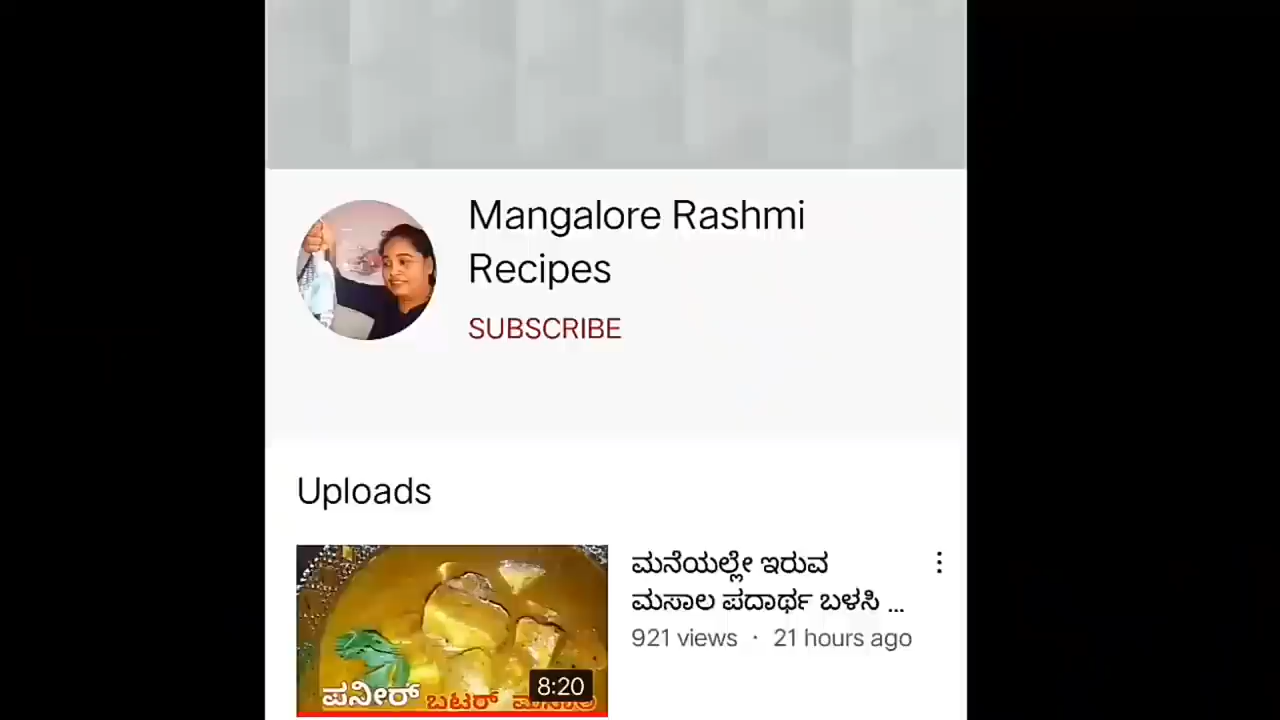 Mangalore Rashmi
Recipes
SUBSCRIBE
Uploads
ಮನೆಯಲ್ಲೇ ಇರುವ
ಮಸಾಲ ಪದಾರ್ಥ ಬಳಸಿ ...
921 views · 21 hours ago
8:20
ಪನೀರ್ ಬಟರ್ ಮಸಾಲ